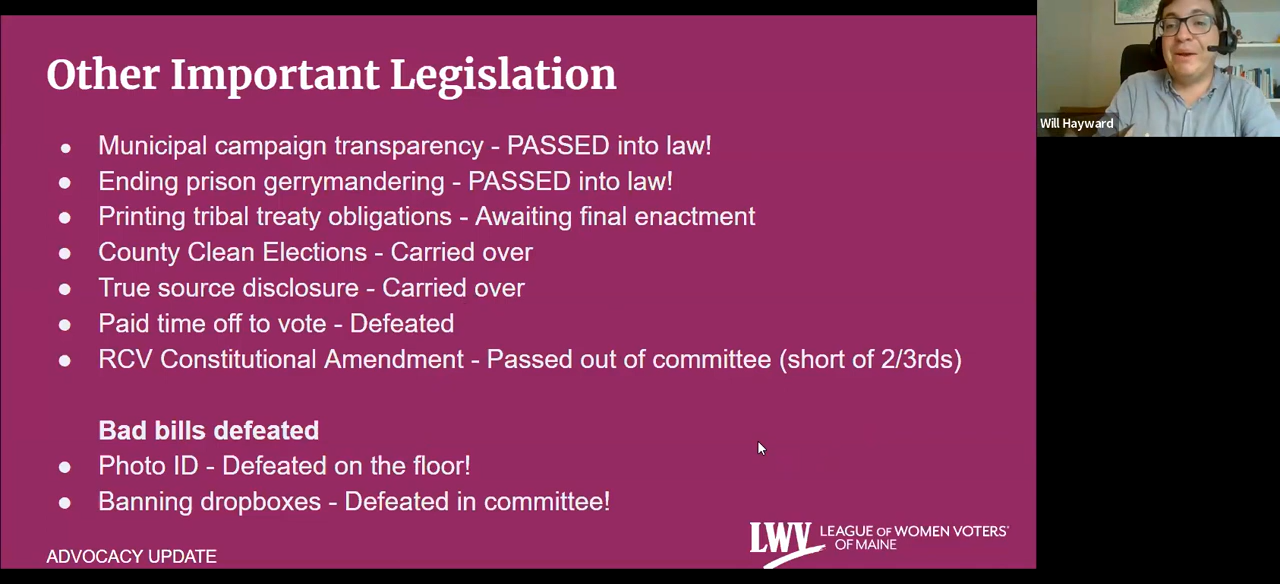 Other Important Legislation
● Municipal campaign transparency - PASSED into law!
● Ending prison gerrymandering - PASSED into law!
● Printing tribal treaty obligations - Awaiting final enactment
● County Clean Elections - Carried over
● True source disclosure - Carried over
● Paid time off to vote - Defeated
● RCV Constitutional Amendment - Passed out of committee (short of 2/3rds)
Bad bills defeated
● Photo ID - Defeated on the floor!
● Banning dropboxes - Defeated in committee!
ADVOCACY UPDATE
LWV LEAGUE OF WOMEN VOTERS®
OF MAINE
Will Hayward